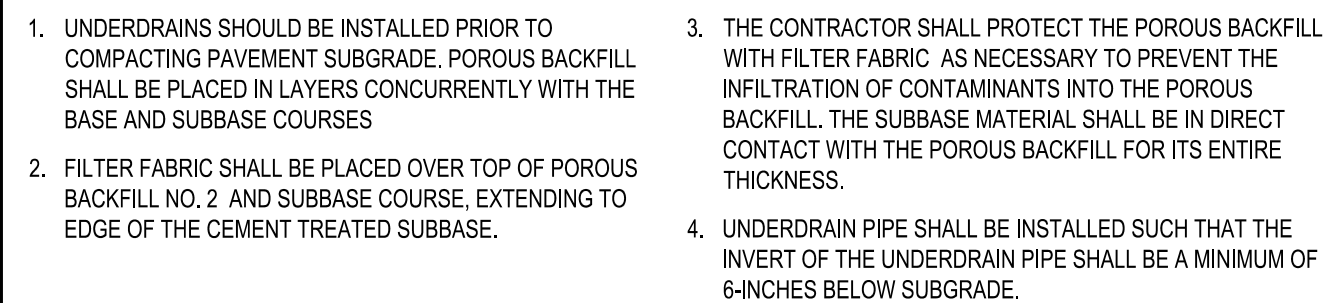 1. UNDERDRAINS SHOULD BE INSTALLED PRIOR TO
COMPACTING PAVEMENT SUBGRADE. POROUS BACKFILL
SHALL BE PLACED IN LAYERS CONCURRENTLY WITH THE
BASE AND SUBBASE COURSES
2. FILTER FABRIC SHALL BE PLACED OVER TOP OF POROUS
BACKFILL NO. 2 AND SUBBASE COURSE, EXTENDING TO
EDGE OF THE CEMENT TREATED SUBBASE.
3. THE CONTRACTOR SHALL PROTECT THE POROUS BACKFILL
WITH FILTER FABRIC AS NECESSARY TO PREVENT THE
INFILTRATION OF CONTAMINANTS INTO THE POROUS
BACKFILL. THE SUBBASE MATERIAL SHALL BE IN DIRECT
CONTACT WITH THE POROUS BACKFILL FOR ITS ENTIRE
THICKNESS.
4. UNDERDRAIN PIPE SHALL BE INSTALLED SUCH THAT THE
INVERT OF THE UNDERDRAIN PIPE SHALL BE A MINIMUM OF
6-INCHES BELOW SUBGRADE.